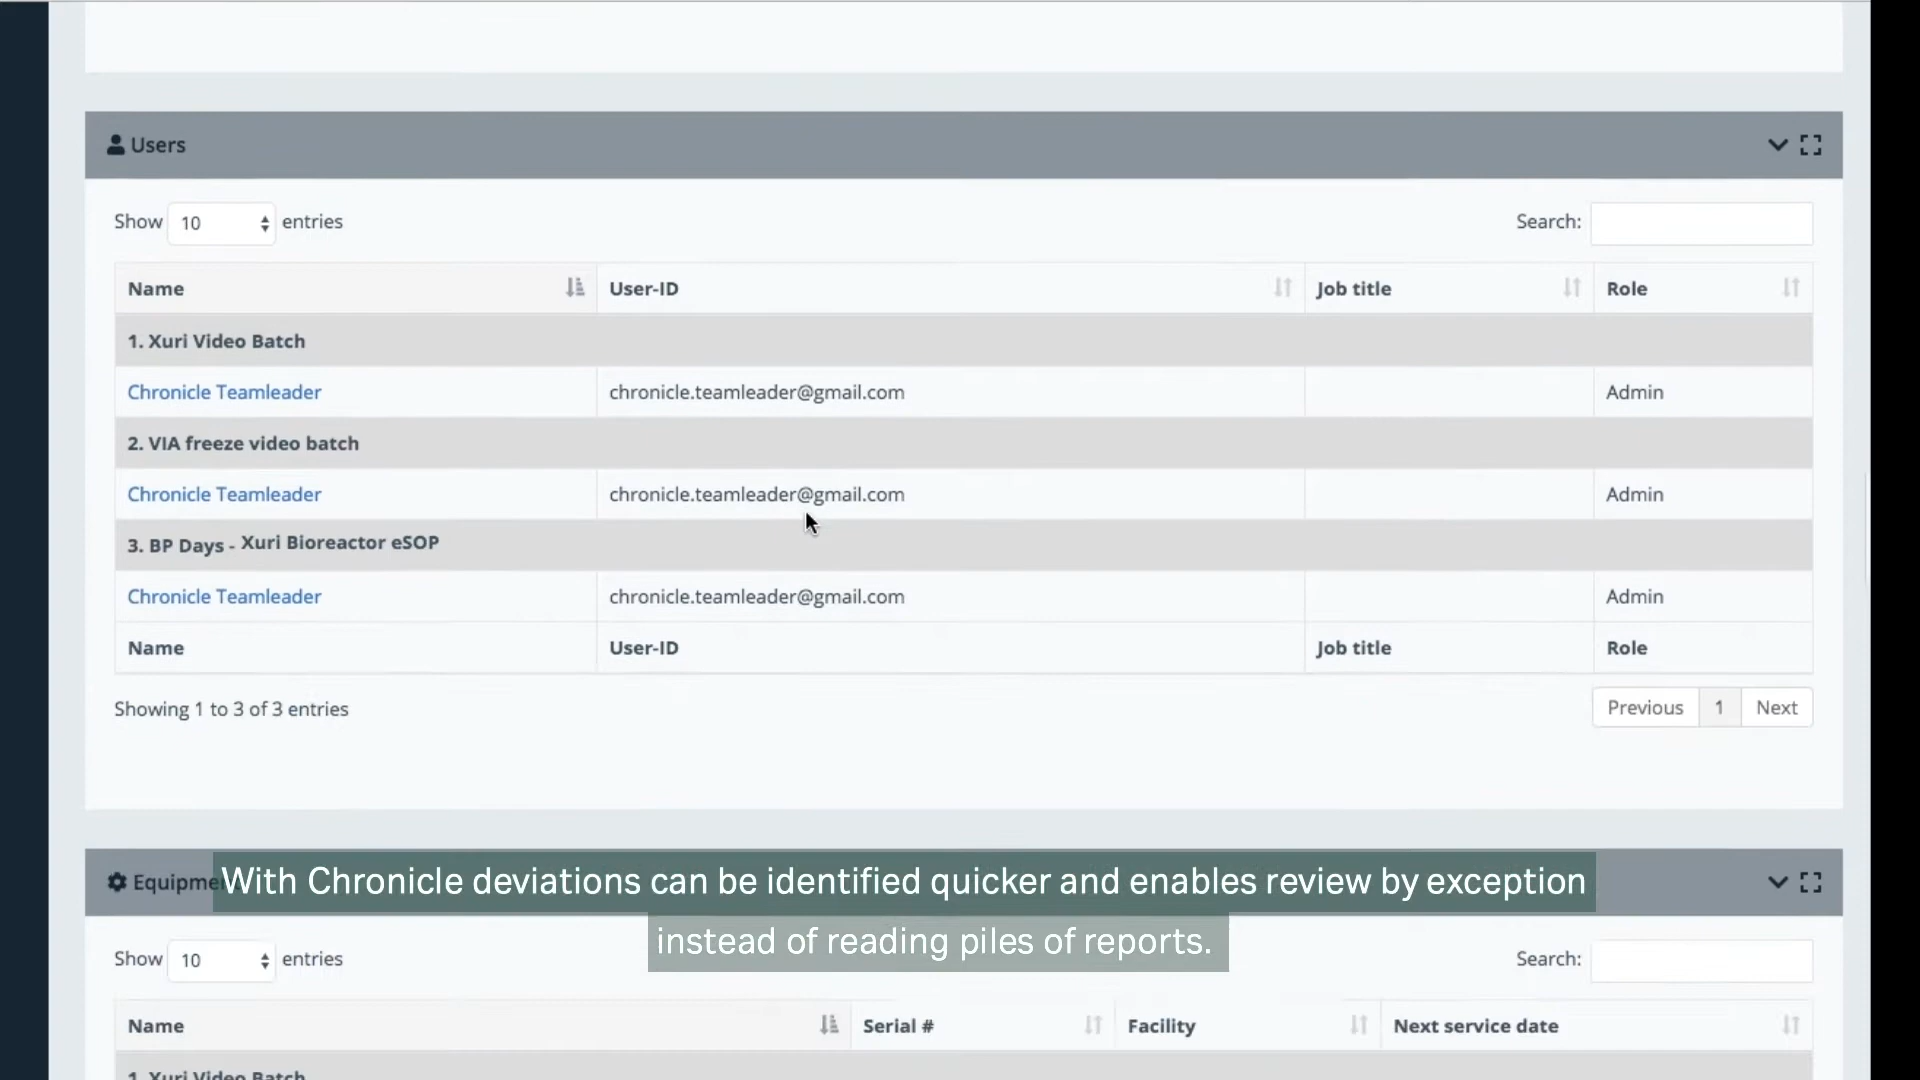 Users
Show 10 entries Search:
Name User-ID Job title Role
1. Xuri Video Batch
Chronicle Teamleader chronicle.teamleader@gmail.com Admin
2. VIA freeze video batch
Chronicle Teamleader chronicle.teamleader@gmail.com Admin
3. BP Days - Xuri Bioreactor eSOP
Chronicle Teamleader chronicle.teamleader@gmail.com Admin
Name User-ID Job title Role
Showing 1 to 3 of 3 entries Previous 1 Next
With Chronicle deviations can be identified quicker and enables review by exception
instead of reading piles of reports.
Show 10 entries Search:
Name Serial # Facility Next service date
1. Xuri Video Batch